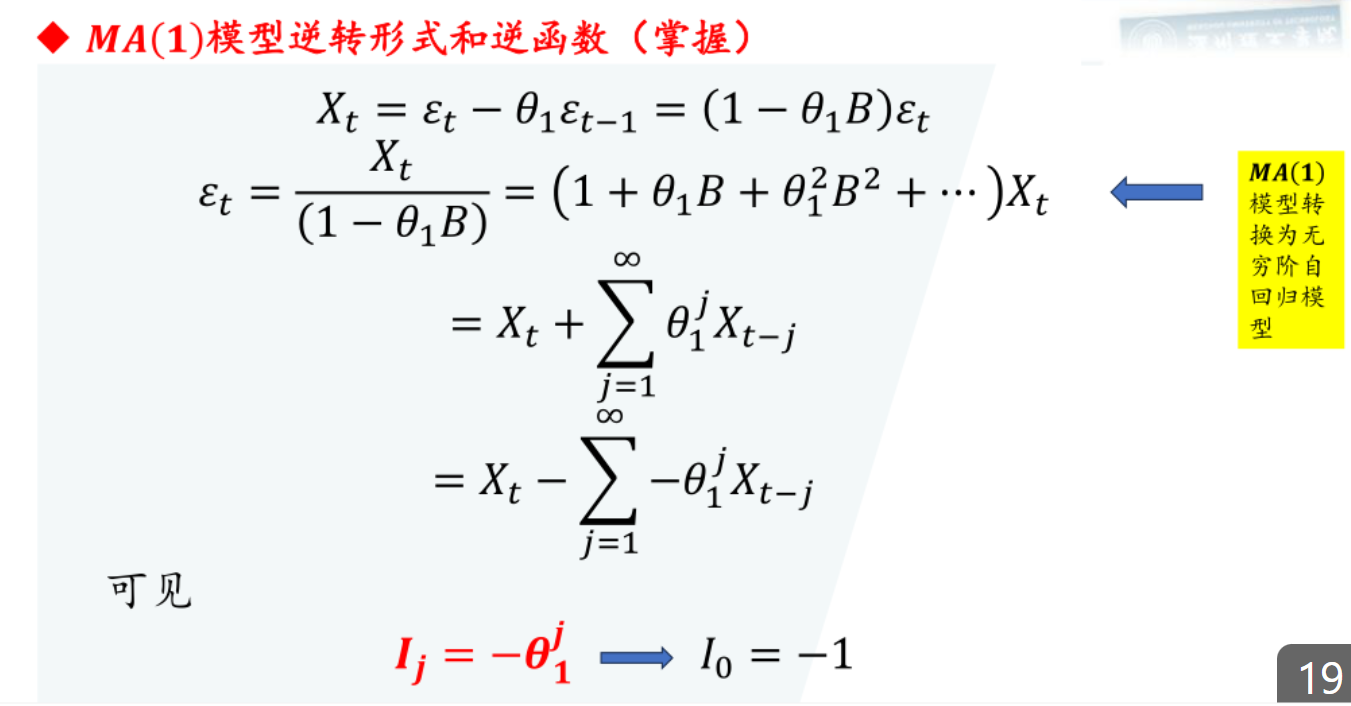 ◆ MA(1)模型逆转形式和逆函数（掌握）
X_t = ε_t − θ_1ε_{t−1} = (1 − θ_1B)ε_t
ε_t = \frac{X_t}{(1 − θ_1B)} = (1 + θ_1B + θ_1^2B^2 + ⋯)X_t
= X_t + \sum_{j=1}^{∞} θ_1^j X_{t−j}
= X_t − \sum_{j=1}^{∞} −θ_1^j X_{t−j}
可见
I_j = −θ_1^j → I_0 = −1
MA(1)
模型转
换为无
穷阶自
回归模
型
19